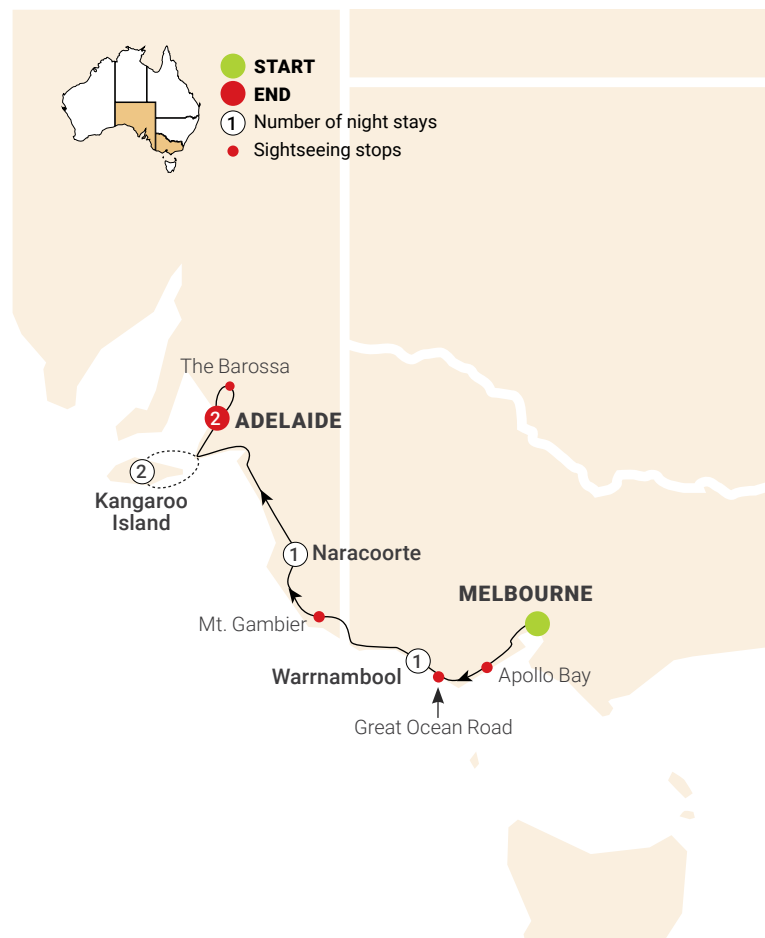 START
END
1 Number of night stays
Sightseeing stops
The Barossa
2 ADELAIDE
2
Kangaroo
Island
1 Naracoorte
MELBOURNE
Mt. Gambier
1
Warrnambool
Apollo Bay
Great Ocean Road